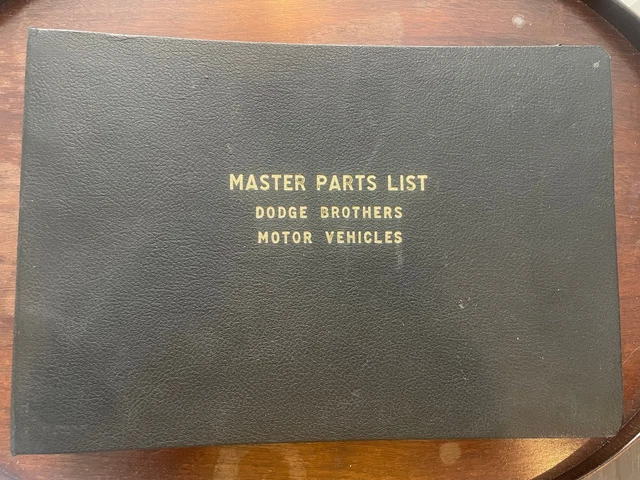 MASTER PARTS LIST
DODGE BROTHERS
MOTOR VEHICLES